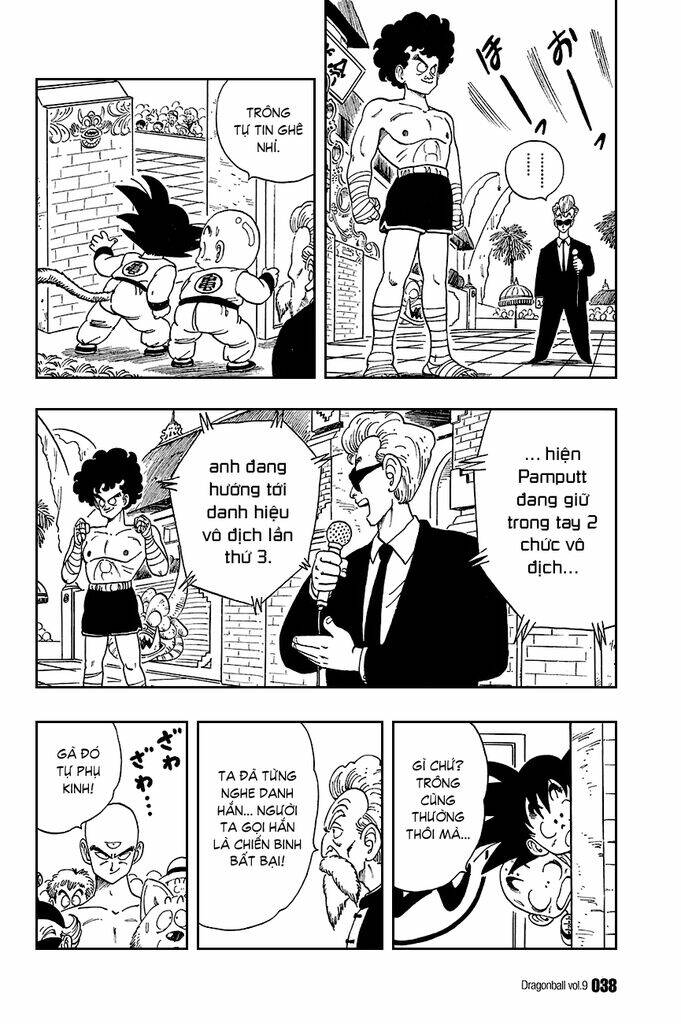 おーほー
......
TRÔNG
TỰ TIN GHÊ
NHỈ.
亀
亀
... hiện
Pamputt
đang giữ
trong tay 2
chức vô
địch...
anh đang
hướng tới
danh hiệu
vô địch lần
thứ 3.
GÌ CHỨ?
TRÔNG
CŨNG
THƯỜNG
THÔI MÀ...
TA ĐÃ TỪNG
NGHE DANH
HẮN... NGƯỜI
TA GỌI HẮN
LÀ CHIẾN BINH
BẤT BẠI!
ざわ...
ざわ...
GÃ ĐÓ
TỰ PHỤ
KINH!
Dragonball vol.9 038